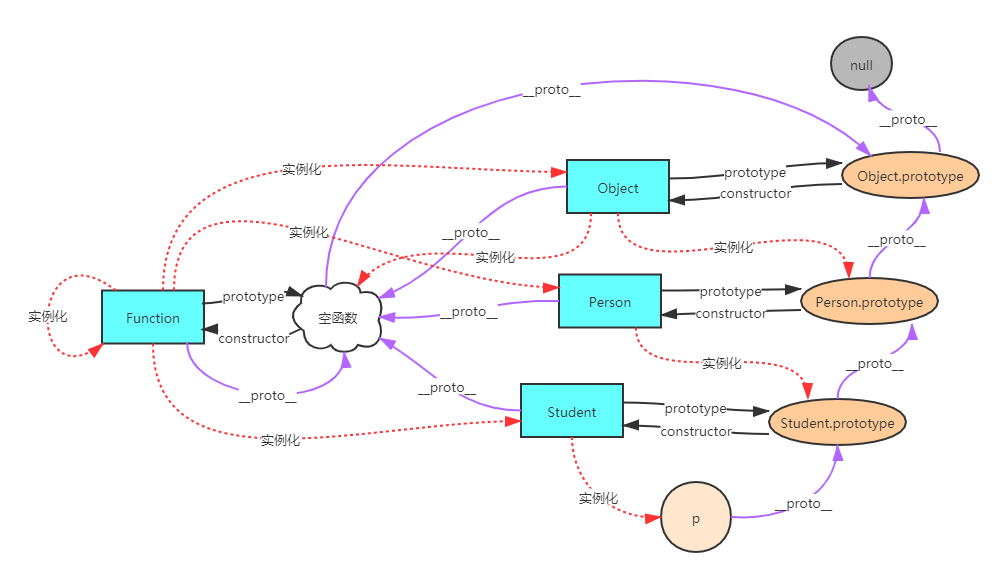 null
__proto__
__proto__
实例化
Object
prototype
constructor
Object.prototype
实例化
__proto__
实例化
实例化
__proto__
Function
实例化
prototype
constructor
空函数
__proto__
Person
prototype
constructor
Person.prototype
实例化
__proto__
__proto__
__proto__
Student
prototype
constructor
Student.prototype
实例化
实例化
p
__proto__